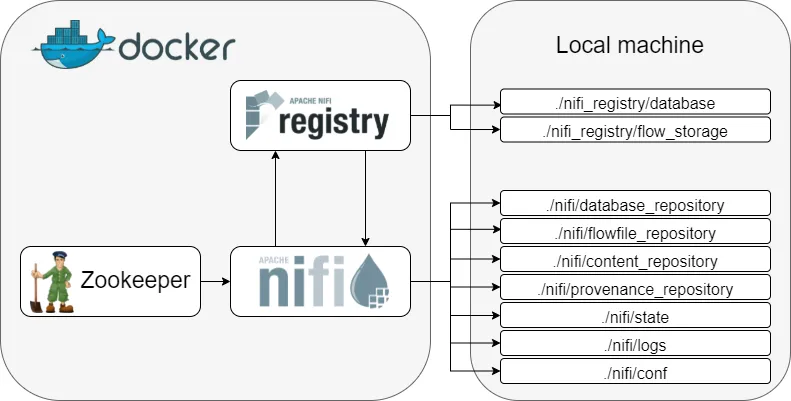 docker
Local machine
APACHE NIFI
registry
./nifi_registry/database
./nifi_registry/flow_storage
./nifi/database_repository
./nifi/flowfile_repository
Zookeeper
APACHE
nifi
./nifi/content_repository
./nifi/provenance_repository
./nifi/state
./nifi/logs
./nifi/conf